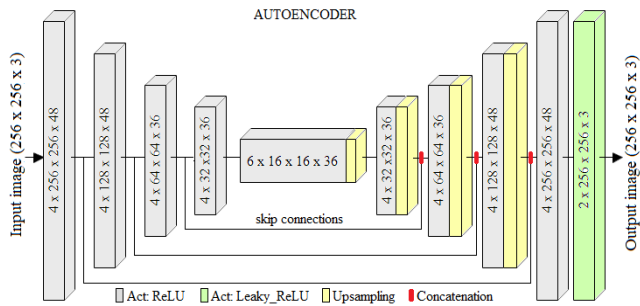 AUTOENCODER
Input image (256 x 256 x 3)
4 x 256 x 256 x 48
4 x 128 x 128 x 48
4 x 64 x 64 x 36
4 x 32 x32 x 36
6 x 16 x 16 x 36
4 x 32 x32 x 36
4 x 64 x 64 x 36
4 x 128 x 128 x 48
4 x 256 x 256 x 48
2 x 256 x 256 x 3
Output image (256 x 256 x 3)
skip connections
Act: ReLU
Act: Leaky_ReLU
Upsampling
Concatenation